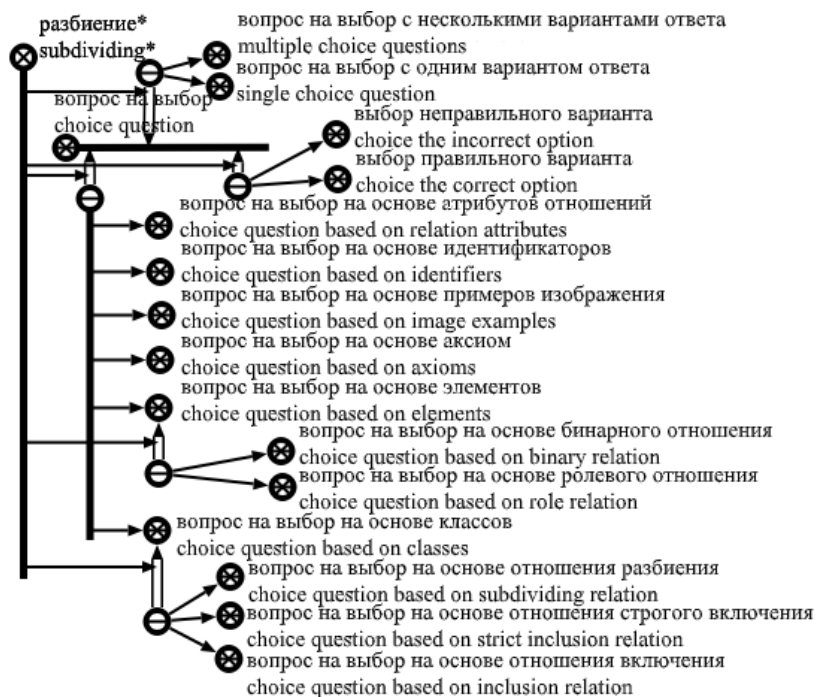 разбиение*
subdividing*
вопрос на выбор с несколькими вариантами ответа
multiple choice questions
вопрос на выбор с одним вариантом ответа
single choice question
вопрос на выбор
choice question
выбор неправильного варианта
choice the incorrect option
выбор правильного варианта
choice the correct option
вопрос на выбор на основе атрибутов отношений
choice question based on relation attributes
вопрос на выбор на основе идентификаторов
choice question based on identifiers
вопрос на выбор на основе примеров изображения
choice question based on image examples
вопрос на выбор на основе аксиом
choice question based on axioms
вопрос на выбор на основе элементов
choice question based on elements
вопрос на выбор на основе бинарного отношения
choice question based on binary relation
вопрос на выбор на основе ролевого отношения
choice question based on role relation
вопрос на выбор на основе классов
choice question based on classes
вопрос на выбор на основе отношения разбиения
choice question based on subdividing relation
вопрос на выбор на основе отношения строгого включения
choice question based on strict inclusion relation
вопрос на выбор на основе отношения включения
choice question based on inclusion relation